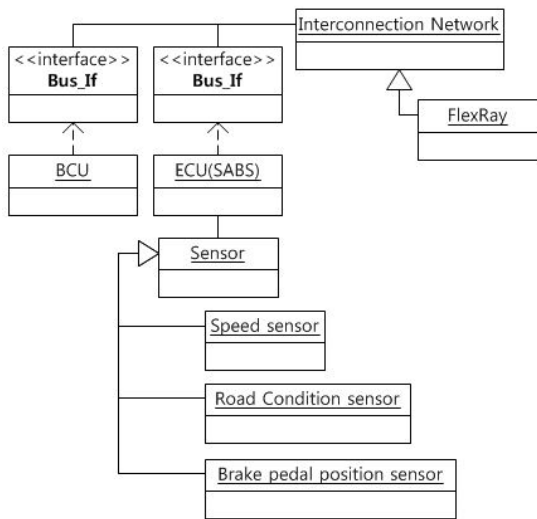 Interconnection Network
<<interface>>
Bus_If
<<interface>>
Bus_If
FlexRay
BCU
ECU(SABS)
Sensor
Speed sensor
Road Condition sensor
Brake pedal position sensor